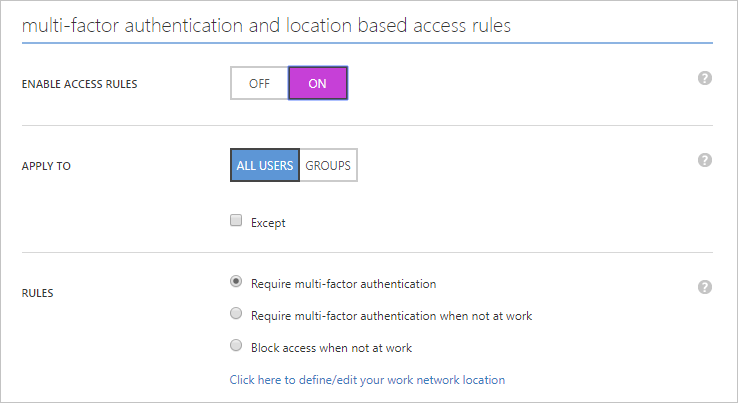 multi-factor authentication and location based access rules
ENABLE ACCESS RULES
OFF
ON
?
APPLY TO
ALL USERS
GROUPS
?
Except
RULES
Require multi-factor authentication
?
Require multi-factor authentication when not at work
Block access when not at work
Click here to define/edit your work network location